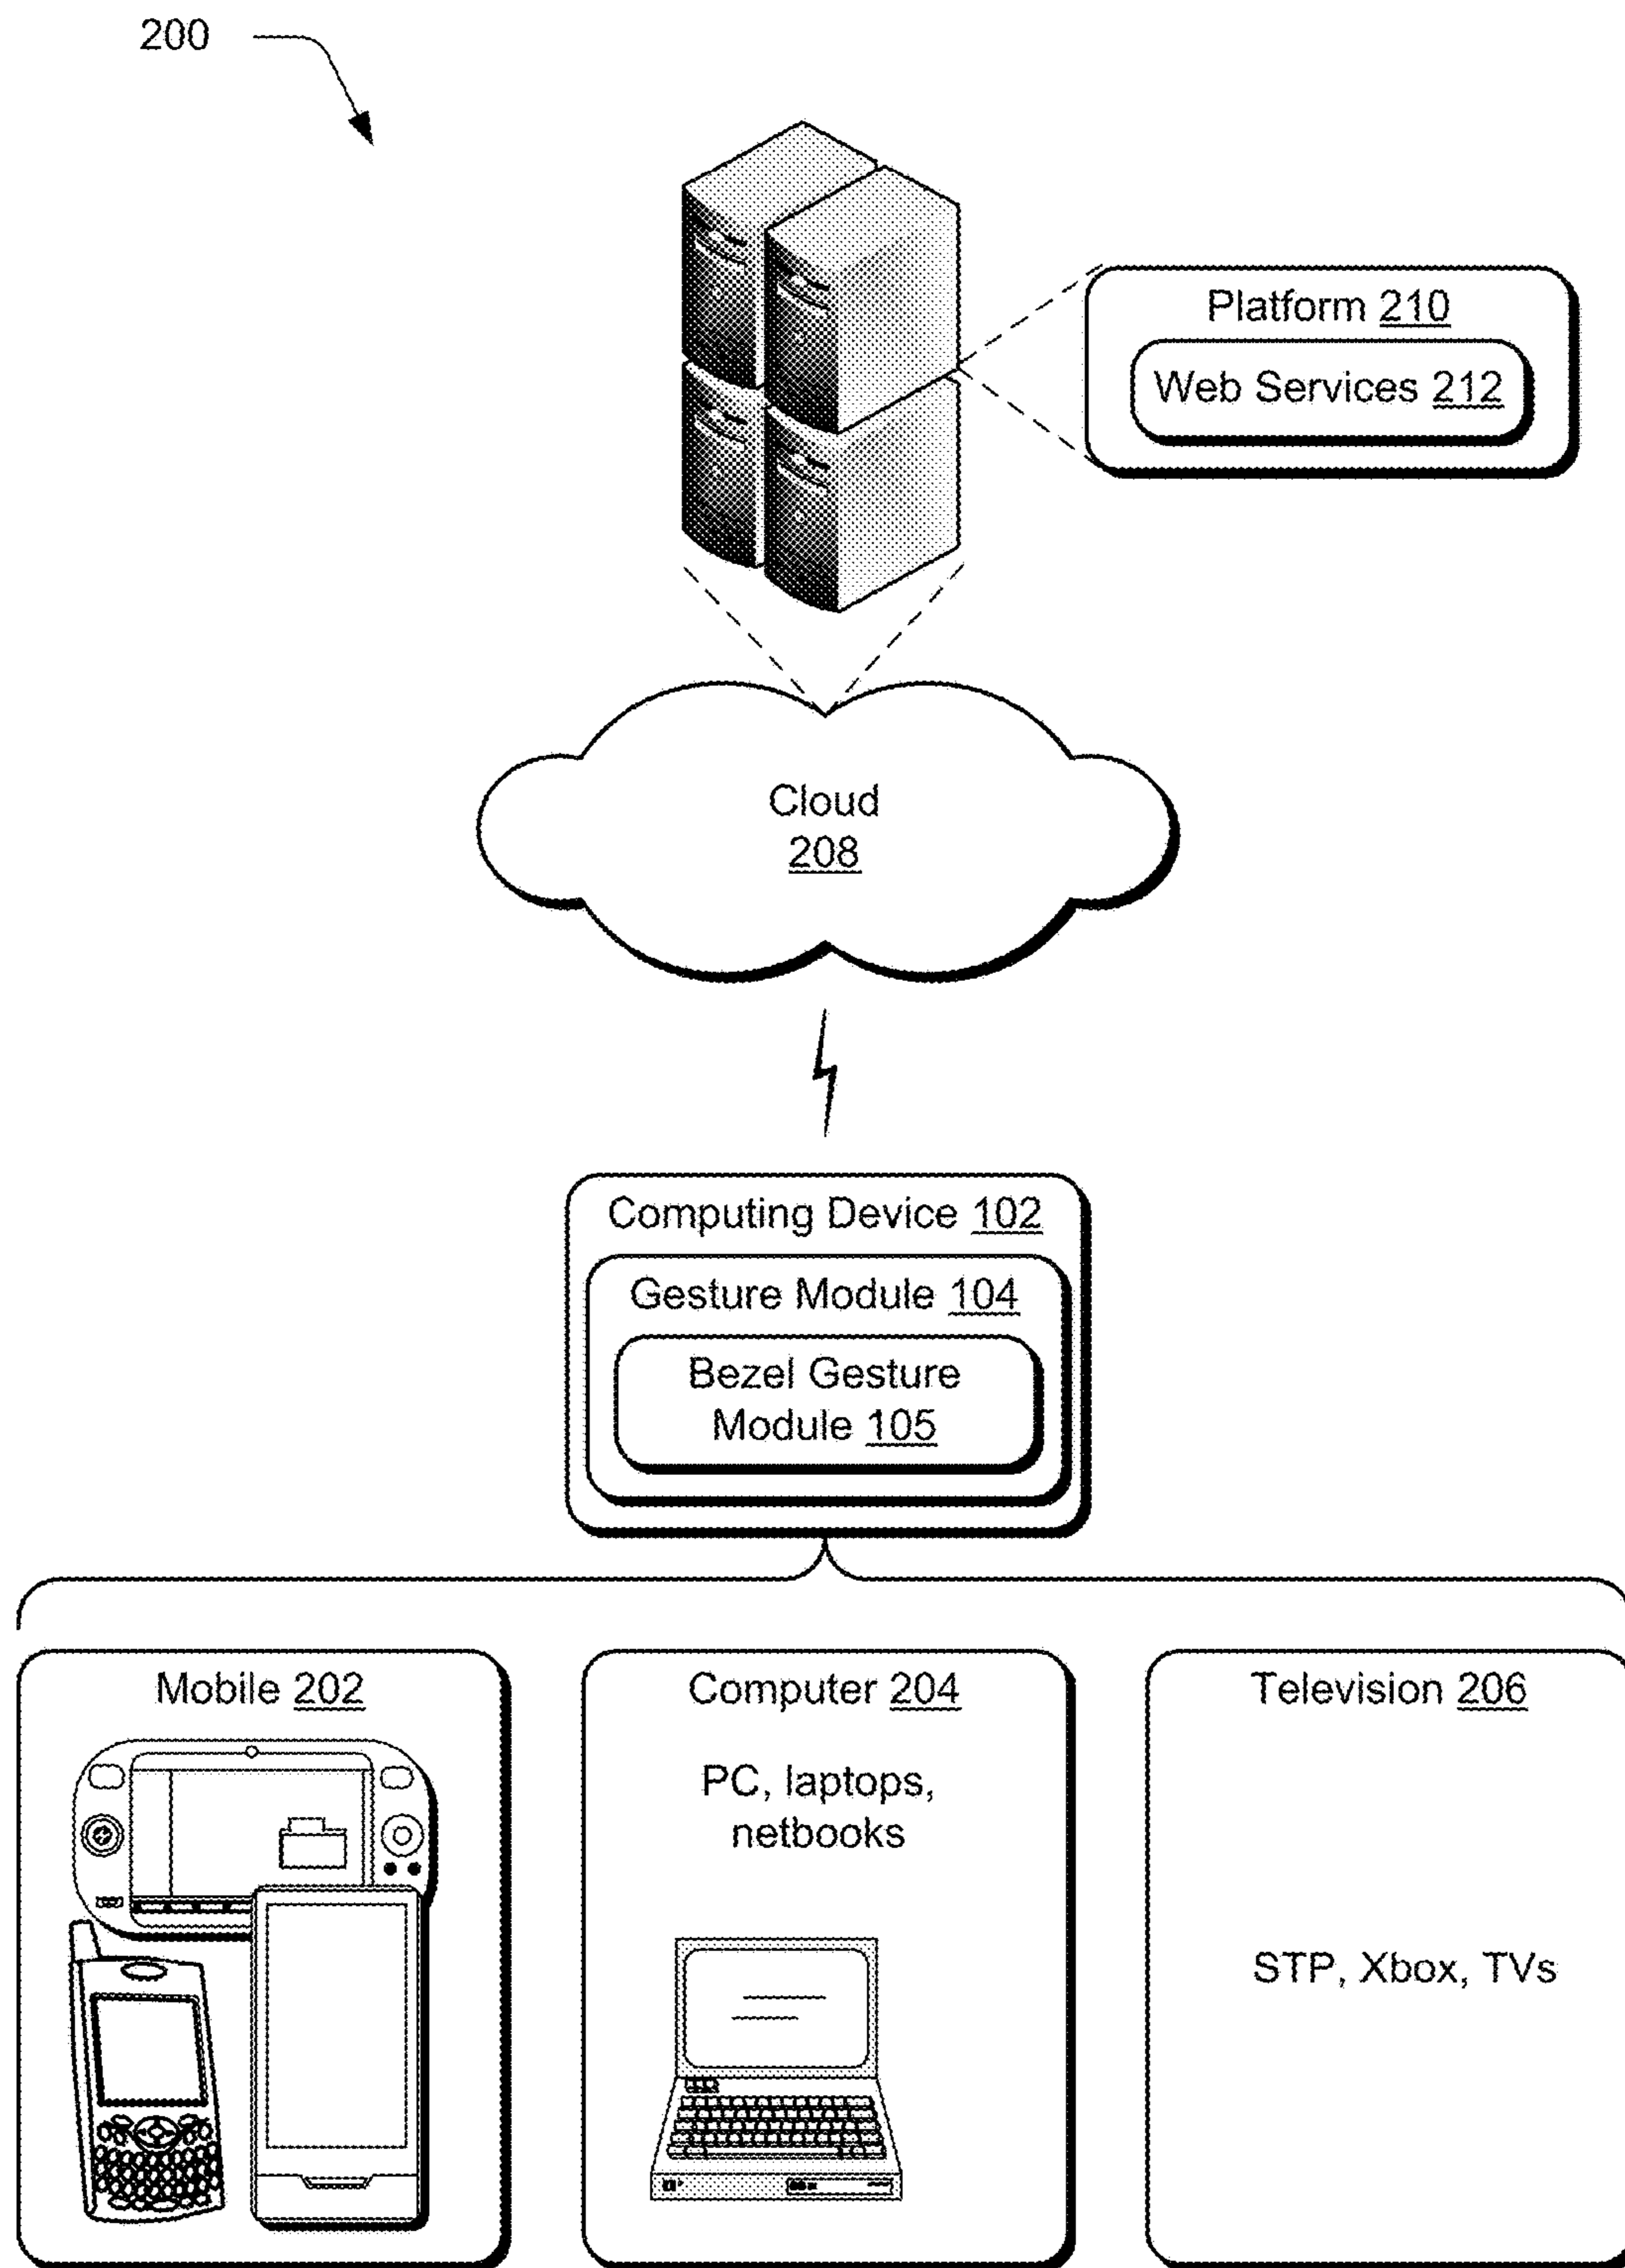 200
Platform 210
Web Services 212
Cloud
208
Computing Device 102
Gesture Module 104
Bezel Gesture
Module 105
Mobile 202
Computer 204
PC, laptops,
netbooks
Television 206
STP, Xbox, TVs